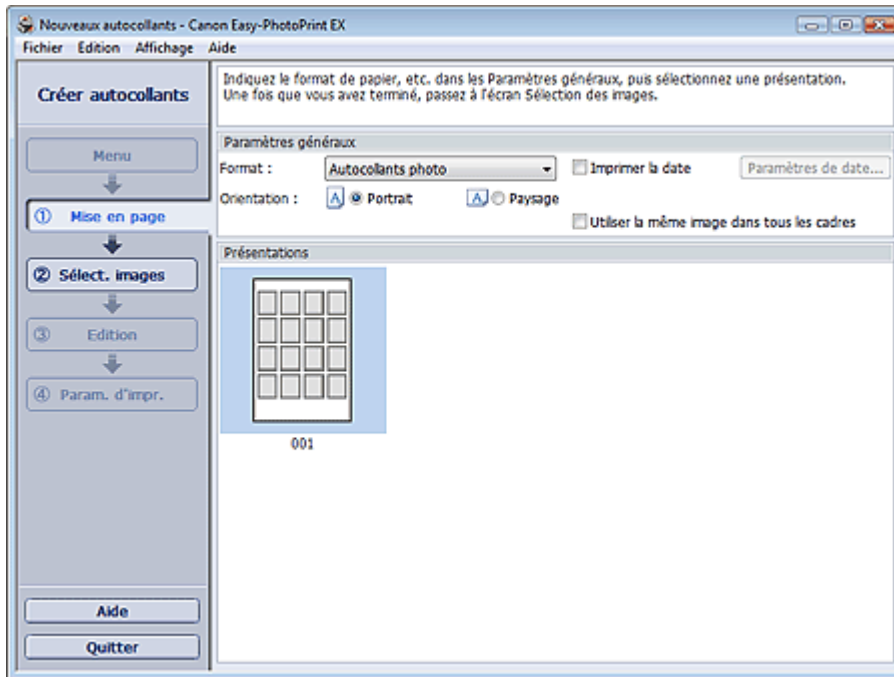 Nouveaux autocollants - Canon Easy-PhotoPrint EX
Fichier Edition Affichage Aide
Créer autocollants
Indiquez le format de papier, etc. dans les Paramètres généraux, puis sélectionnez une présentation.
Une fois que vous avez terminé, passez à l'écran Sélection des images.
Menu
① Mise en page
② Sélect. images
③ Edition
④ Param. d'impr.
Aide
Quitter
Paramètres généraux
Format : Autocollants photo Imprimer la date Paramètres de date...
Orientation : A Portrait A Paysage
Utiliser la même image dans tous les cadres
Présentations
001